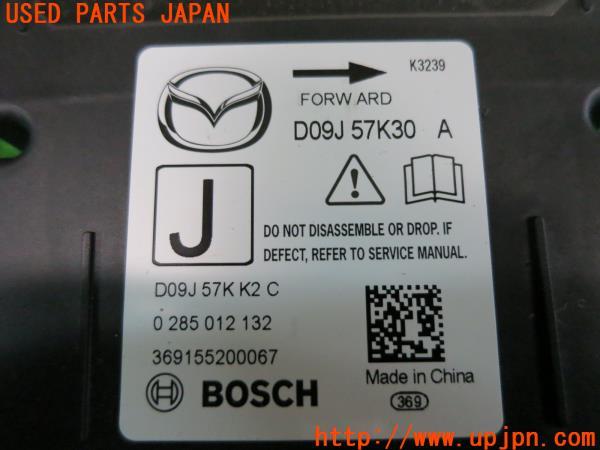 USED PARTS JAPAN
K3239
FORWARD
D09J 57K30 A
J
DO NOT DISASSEMBLE OR DROP. IF
DEFECT, REFER TO SERVICE MANUAL.
D09J 57K K2 C
0 285 012 132
369155200067
BOSCH
Made in China
369
http://www.upjpn.com/